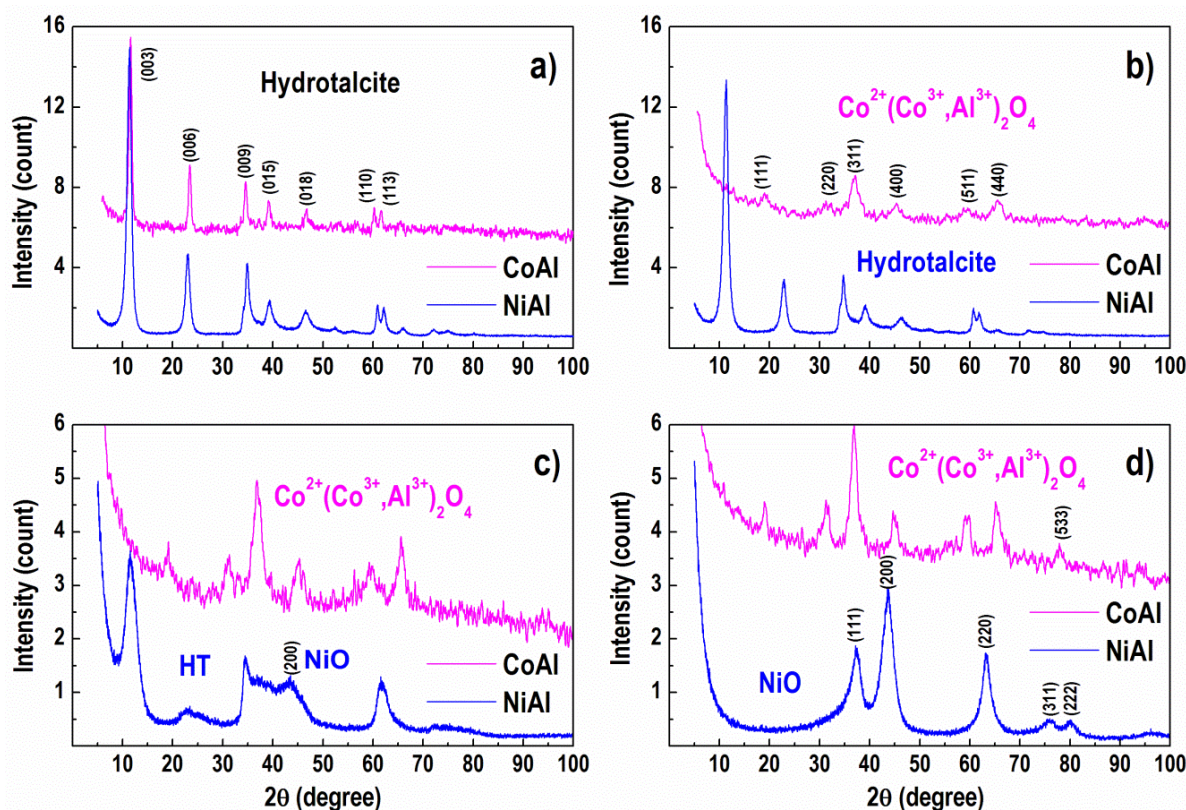 a)
Hydrotalcite
(003)
(006)
(009)
(015)
(018)
(110)
(113)
CoAl
NiAl
Intensity (count)
16
12
8
4
10 20 30 40 50 60 70 80 90 100
b)
Co²⁺(Co³⁺,Al³⁺)₂O₄
(111)
(220)
(311)
(400)
(511)
(440)
Hydrotalcite
CoAl
NiAl
Intensity (count)
16
12
8
4
10 20 30 40 50 60 70 80 90 100
c)
Co²⁺(Co³⁺,Al³⁺)₂O₄
HT
(200)
NiO
CoAl
NiAl
Intensity (count)
6
5
4
3
2
1
10 20 30 40 50 60 70 80 90 100
2θ (degree)
d)
Co²⁺(Co³⁺,Al³⁺)₂O₄
(533)
NiO
(111)
(200)
(220)
(311)
(222)
CoAl
NiAl
Intensity (count)
6
5
4
3
2
1
10 20 30 40 50 60 70 80 90 100
2θ (degree)